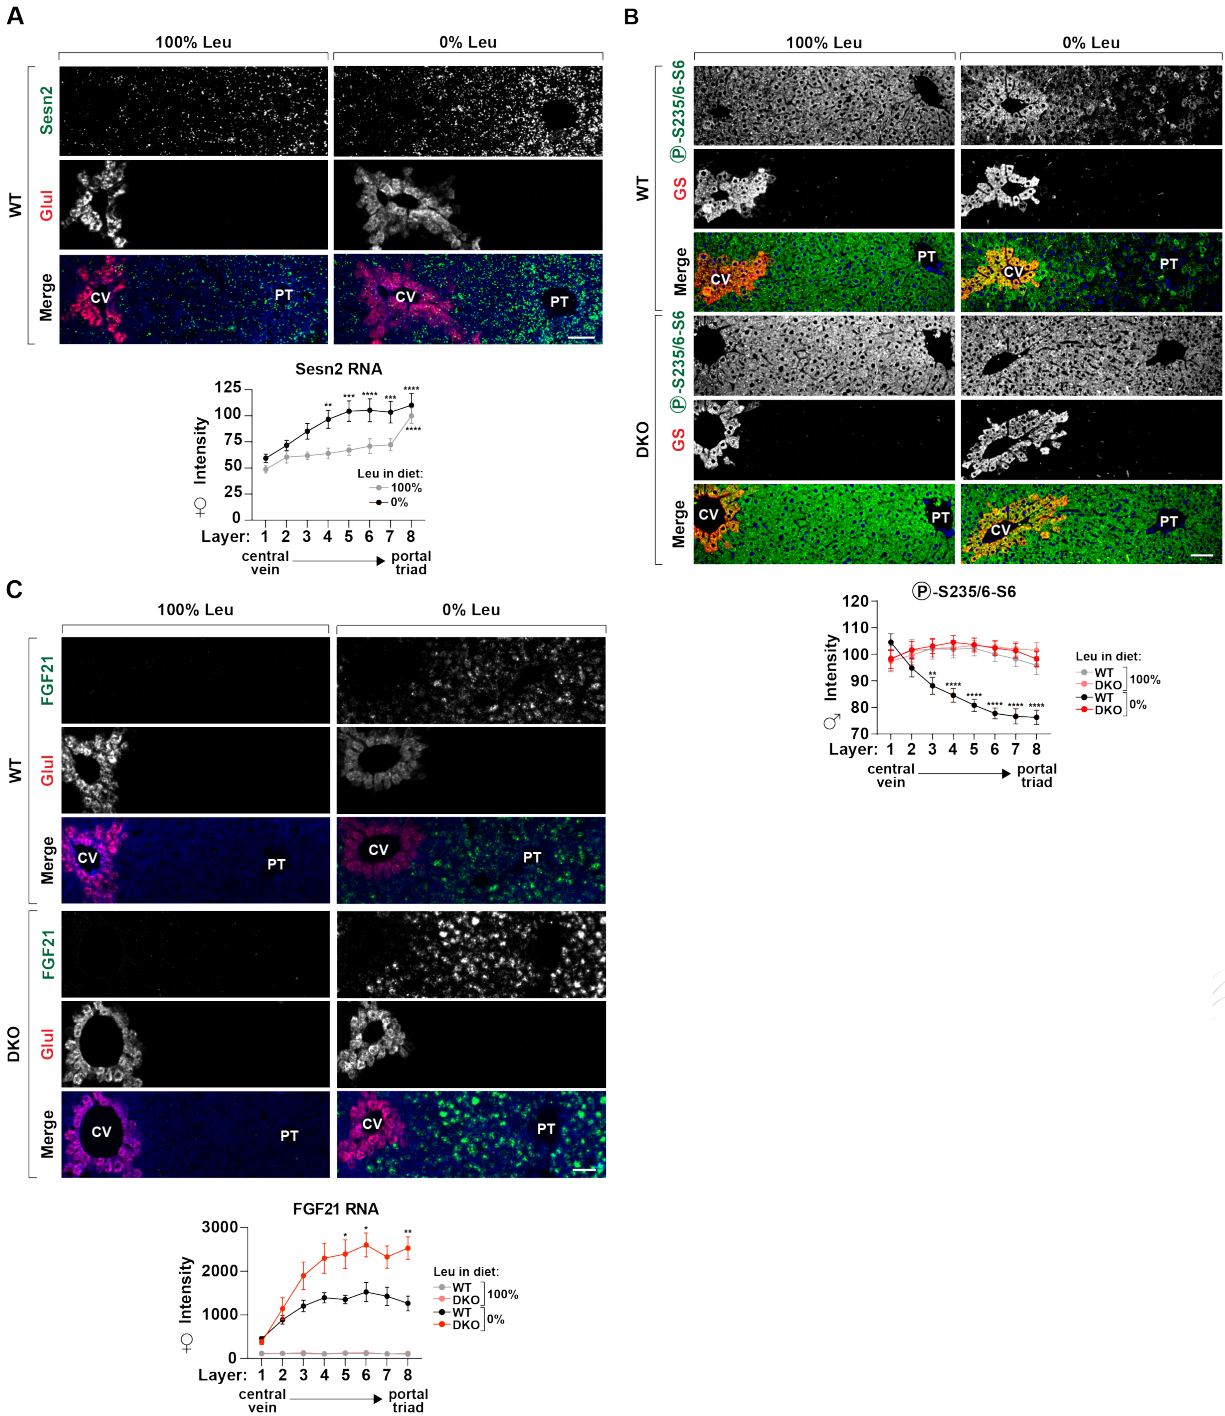 A
100% Leu
0% Leu
WT
Sesn2
Glul
Merge
CV
PT
CV
PT
Sesn2 RNA
Intensity
125
100
75
50
25
0
**
***
****
***
****
****
Leu in diet:
100%
0%
♀
Layer: 1 2 3 4 5 6 7 8
central vein
portal triad
B
100% Leu
0% Leu
WT
Ⓟ-S235/6-S6
GS
Merge
CV
PT
CV
PT
DKO
Ⓟ-S235/6-S6
GS
Merge
CV
PT
CV
PT
Ⓟ-S235/6-S6
Intensity
120
110
100
90
80
70
**
****
****
****
****
****
Leu in diet:
WT
DKO
100%
WT
DKO
0%
♂
Layer: 1 2 3 4 5 6 7 8
central vein
portal triad
C
100% Leu
0% Leu
WT
FGF21
Glul
Merge
CV
PT
CV
PT
DKO
FGF21
Glul
Merge
CV
PT
CV
PT
FGF21 RNA
Intensity
3000
2000
1000
0
*
*
**
Leu in diet:
WT
DKO
100%
WT
DKO
0%
♀
Layer: 1 2 3 4 5 6 7 8
central vein
portal triad